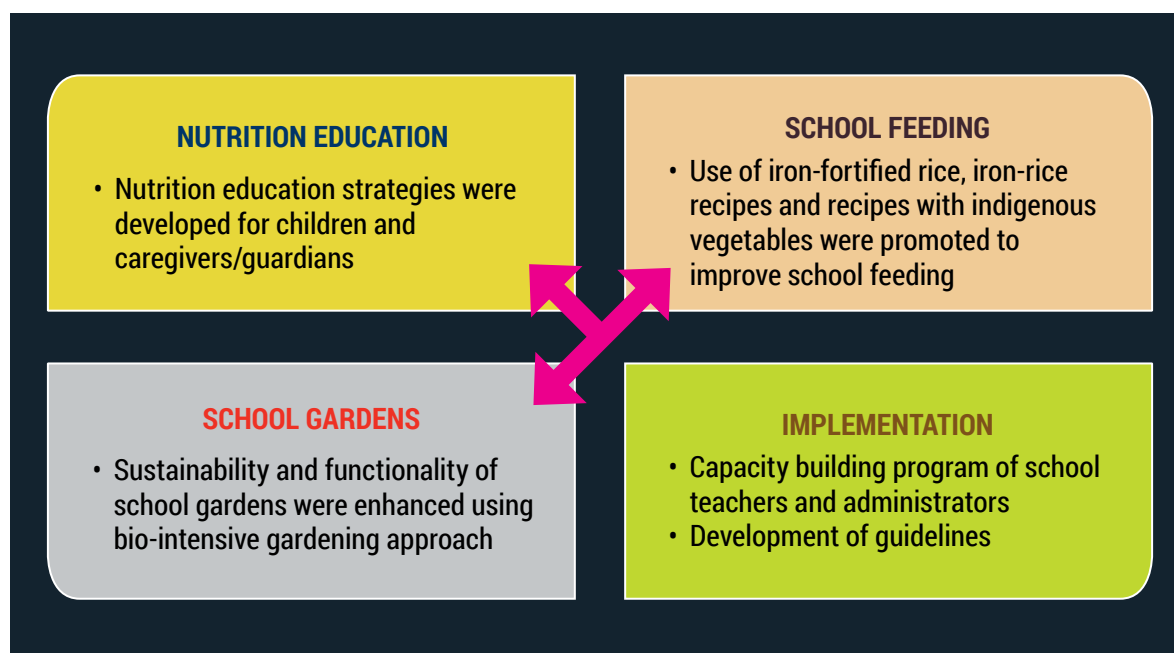 NUTRITION EDUCATION
• Nutrition education strategies were
developed for children and
caregivers/guardians
SCHOOL FEEDING
• Use of iron-fortified rice, iron-rice
recipes and recipes with indigenous
vegetables were promoted to
improve school feeding
SCHOOL GARDENS
• Sustainability and functionality of
school gardens were enhanced using
bio-intensive gardening approach
IMPLEMENTATION
• Capacity building program of school
teachers and administrators
• Development of guidelines